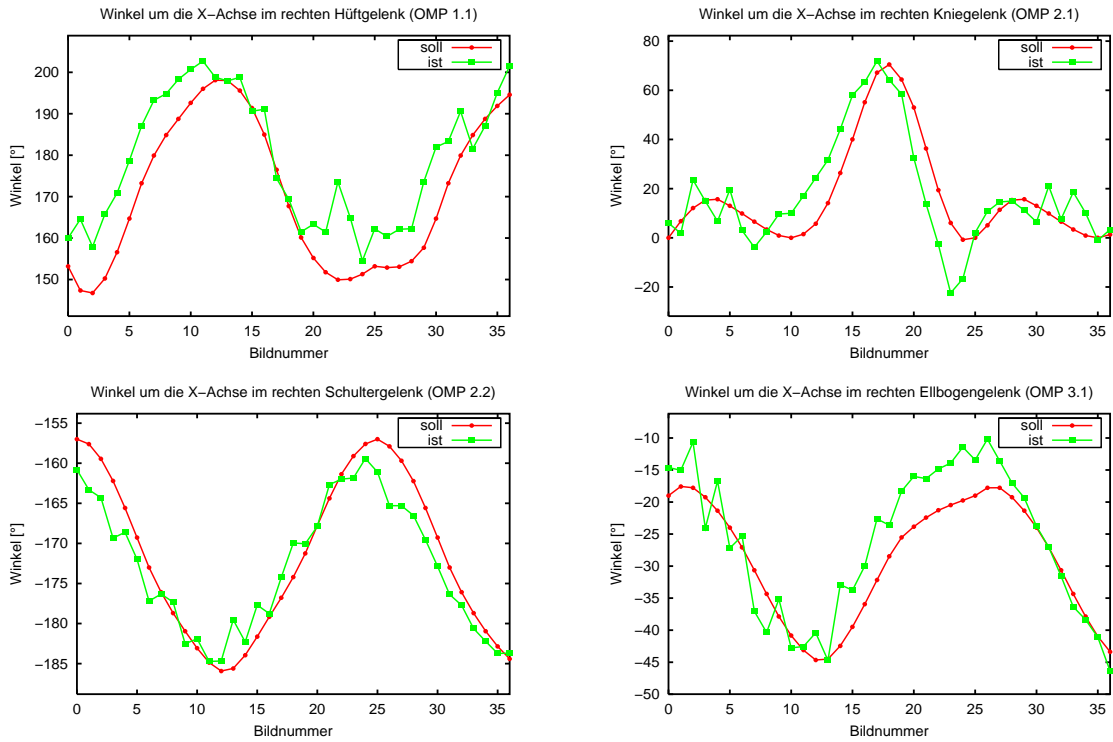 Winkel um die X−Achse im rechten Hüftgelenk (OMP 1.1)
soll
ist
200
190
180
170
160
150
Winkel [°]
0 5 10 15 20 25 30 35
Bildnummer
Winkel um die X−Achse im rechten Kniegelenk (OMP 2.1)
soll
ist
80
60
40
20
0
−20
Winkel [°]
0 5 10 15 20 25 30 35
Bildnummer
Winkel um die X−Achse im rechten Schultergelenk (OMP 2.2)
soll
ist
−155
−160
−165
−170
−175
−180
−185
Winkel [°]
0 5 10 15 20 25 30 35
Bildnummer
Winkel um die X−Achse im rechten Ellbogengelenk (OMP 3.1)
soll
ist
−10
−15
−20
−25
−30
−35
−40
−45
−50
Winkel [°]
0 5 10 15 20 25 30 35
Bildnummer